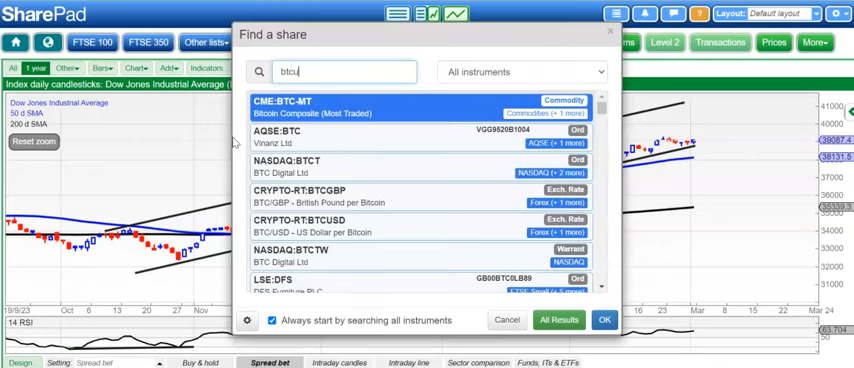 SharePad
Layout: Default layout
FTSE 100
FTSE 350
Other lists
Level 2
Transactions
Prices
More
All
1 year
Other
Bars
Chart
Add
Indicators
Index daily candlesticks: Dow Jones Industrial Average
Dow Jones Industrial Average
50 d SMA
200 d SMA
Reset zoom
Find a share
btcu
All instruments
CME:BTC-MT
Commodity
Bitcoin Composite (Most Traded)
Commodities (+ 1 more)
AQSE:BTC
VGG9520B1004
Ord
Vinanz Ltd
AQSE (+ 1 more)
NASDAQ:BTCT
Ord
BTC Digital Ltd
NASDAQ (+ 2 more)
CRYPTO-RT:BTCGBP
Exch. Rate
BTC/GBP - British Pound per Bitcoin
Forex (+ 1 more)
CRYPTO-RT:BTCUSD
Exch. Rate
BTC/USD - US Dollar per Bitcoin
Forex (+ 1 more)
NASDAQ:BTCTW
Warrant
BTC Digital Ltd
NASDAQ
LSE:DFS
GB00BTC0LB89
Ord
DFS Furniture PLC
FTSE Small (+ 5 more)
Always start by searching all instruments
Cancel
All Results
OK
41000
40000
39087.4
38131.5
37000
36000
35339.3
34000
33000
32000
31000
19/9/23
Oct
6
13
20
27
Nov
16
23
Mar
Mar 24
14 RSI
63.704
50
Design
Setting:
Spread bet
Buy & hold
Spread bet
Intraday candles
Intraday line
Sector comparison
Funds, ITs & ETFs